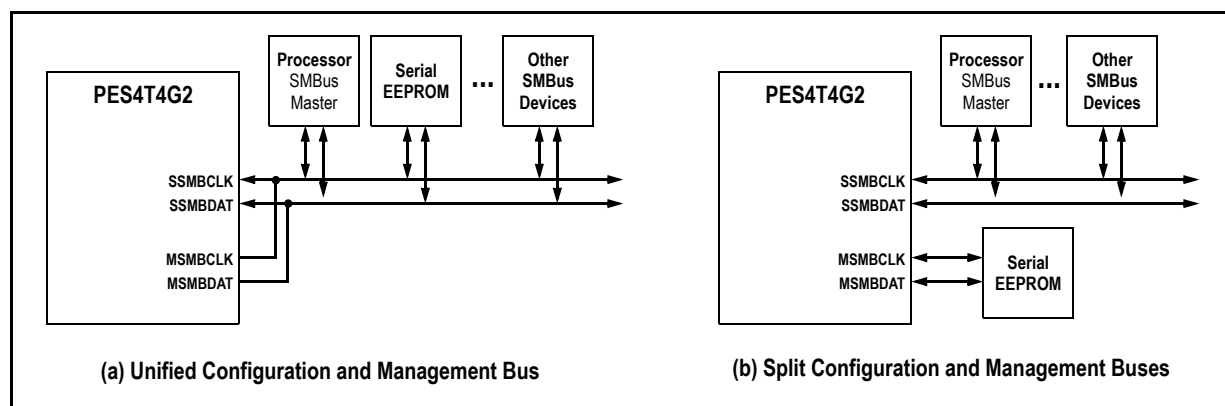 PES4T4G2
Processor
SMBus
Master
Serial
EEPROM
...
Other
SMBus
Devices
SSMBCLK
SSMBDAT
MSMBCLK
MSMBDAT
(a) Unified Configuration and Management Bus
PES4T4G2
Processor
SMBus
Master
...
Other
SMBus
Devices
SSMBCLK
SSMBDAT
MSMBCLK
MSMBDAT
Serial
EEPROM
(b) Split Configuration and Management Buses